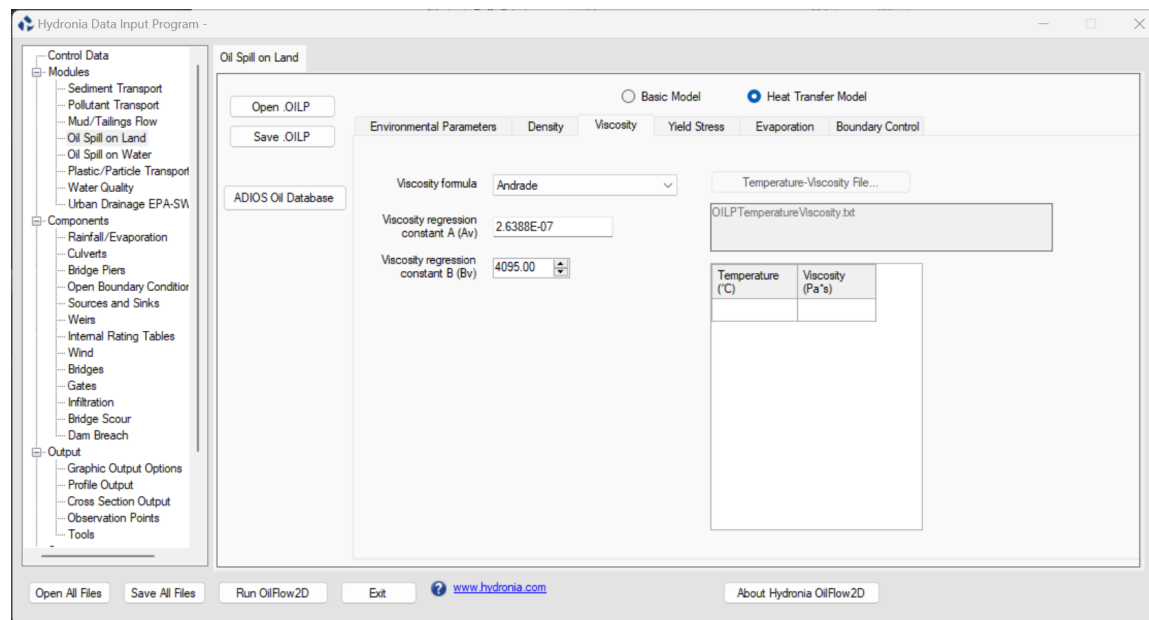 Hydronia Data Input Program -
Control Data
Modules
Sediment Transport
Pollutant Transport
Mud/Tailings Flow
Oil Spill on Land
Oil Spill on Water
Plastic/Particle Transport
Water Quality
Urban Drainage EPA-SW
Components
Rainfall/Evaporation
Culverts
Bridge Piers
Open Boundary Condition
Sources and Sinks
Weirs
Internal Rating Tables
Wind
Bridges
Gates
Infiltration
Bridge Scour
Dam Breach
Output
Graphic Output Options
Profile Output
Cross Section Output
Observation Points
Tools
Oil Spill on Land
Open .OILP
Save .OILP
ADIOS Oil Database
Basic Model
Heat Transfer Model
Environmental Parameters
Density
Viscosity
Yield Stress
Evaporation
Boundary Control
Viscosity formula
Andrade
Viscosity regression
constant A (Av)
2.6388E-07
Viscosity regression
constant B (Bv)
4095.00
Temperature-Viscosity File...
OILPTemperatureViscosity.txt
Temperature
(°C)
Viscosity
(Pa*s)
Open All Files
Save All Files
Run OilFlow2D
Exit
?
www.hydronia.com
About Hydronia OilFlow2D